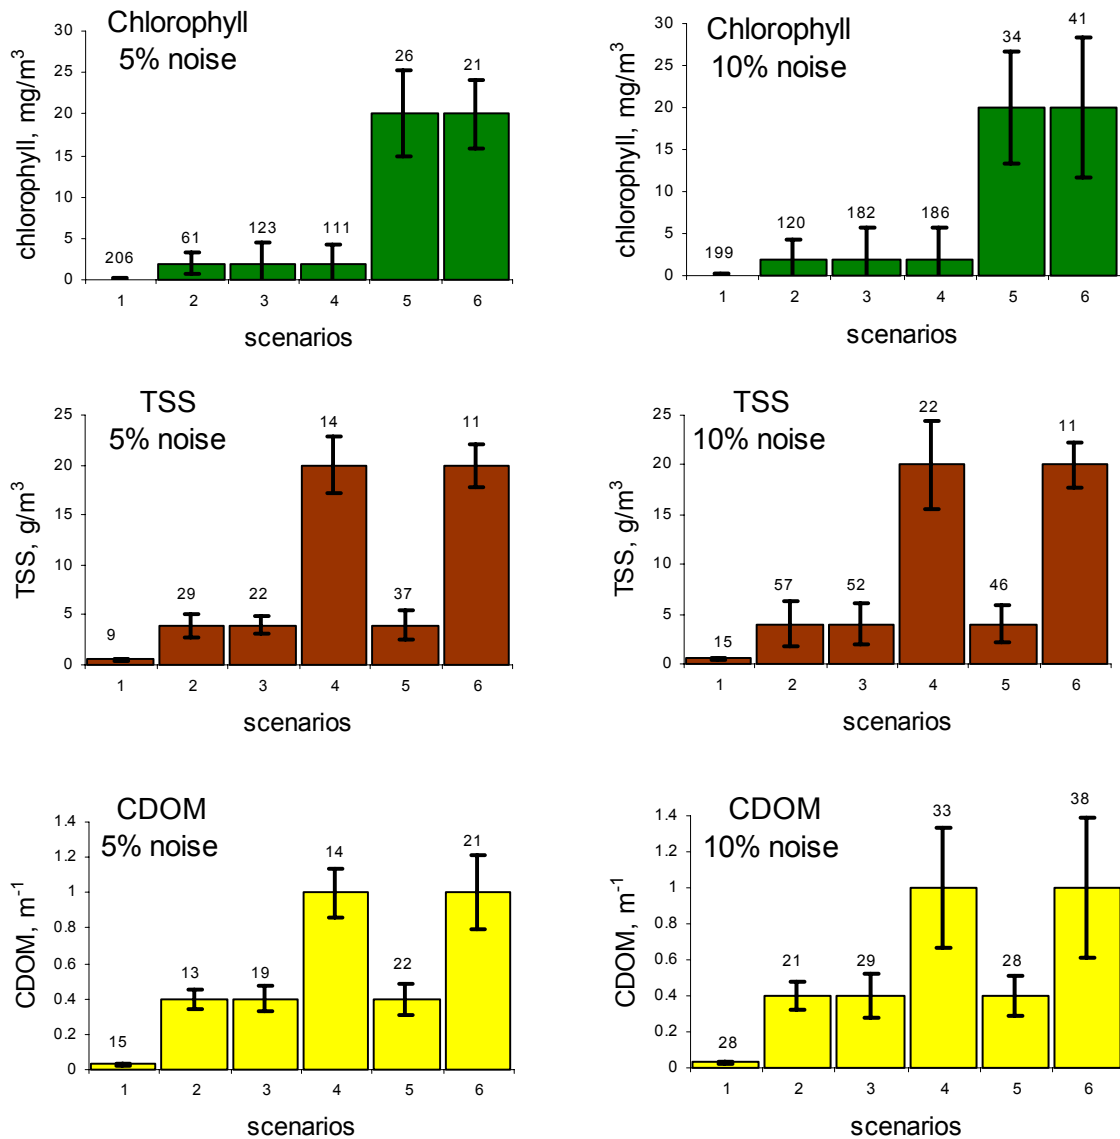 Chlorophyll
5% noise
chlorophyll, mg/m³
30
25
20
15
10
5
0
206
61
123
111
26
21
1 2 3 4 5 6
scenarios
Chlorophyll
10% noise
chlorophyll, mg/m³
30
25
20
15
10
5
0
199
120
182
186
34
41
1 2 3 4 5 6
scenarios
TSS
5% noise
TSS, g/m³
25
20
15
10
5
0
9
29
22
14
37
11
1 2 3 4 5 6
scenarios
TSS
10% noise
TSS, g/m³
25
20
15
10
5
0
15
57
52
22
46
11
1 2 3 4 5 6
scenarios
CDOM
5% noise
CDOM, m⁻¹
1.4
1.2
1
0.8
0.6
0.4
0.2
0
15
13
19
14
22
21
1 2 3 4 5 6
scenarios
CDOM
10% noise
CDOM, m⁻¹
1.4
1.2
1
0.8
0.6
0.4
0.2
0
28
21
29
33
28
38
1 2 3 4 5 6
scenarios